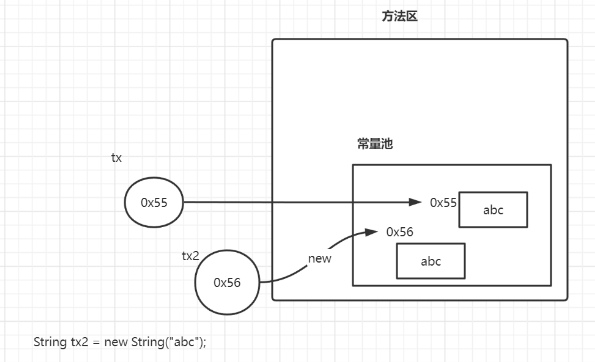 方法区
常量池
tx
0x55
0x55
abc
0x56
tx2
new
abc
0x56
String tx2 = new String("abc");